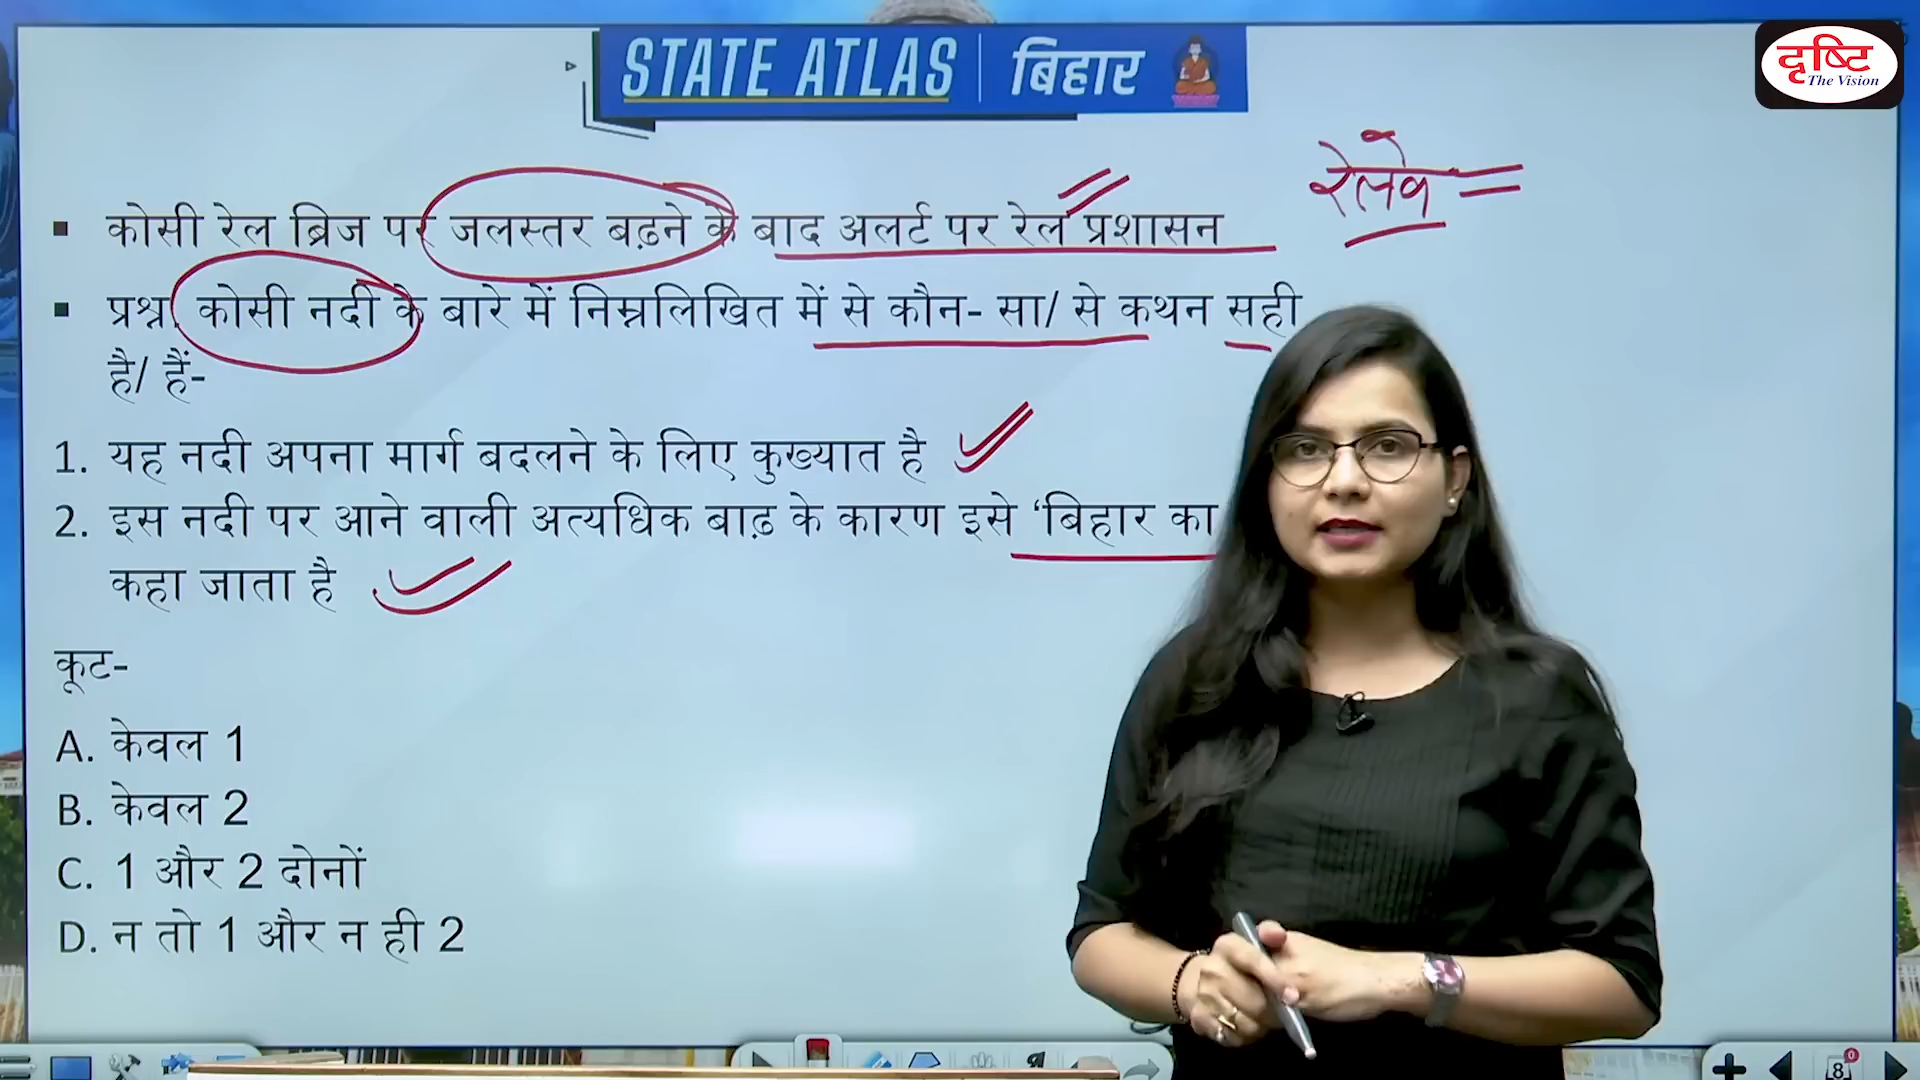 STATE ATLAS | बिहार
दृष्टि
The Vision
रेलवे =
▪ कोसी रेल ब्रिज पर जलस्तर बढ़ने के बाद अलर्ट पर रेल प्रशासन
▪ प्रश्न. कोसी नदी के बारे में निम्नलिखित में से कौन- सा/ से कथन सही
है/ हैं-
1. यह नदी अपना मार्ग बदलने के लिए कुख्यात है
2. इस नदी पर आने वाली अत्यधिक बाढ़ के कारण इसे ‘बिहार का
कहा जाता है
कूट-
A. केवल 1
B. केवल 2
C. 1 और 2 दोनों
D. न तो 1 और न ही 2
8
0